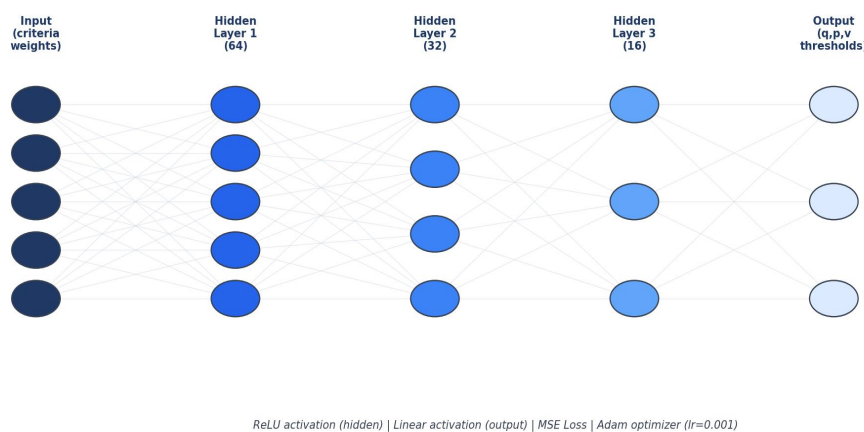 Input
(criteria
weights)
Hidden
Layer 1
(64)
Hidden
Layer 2
(32)
Hidden
Layer 3
(16)
Output
(q,p,v
thresholds
ReLU activation (hidden) | Linear activation (output) | MSE Loss | Adam optimizer (lr=0.001)